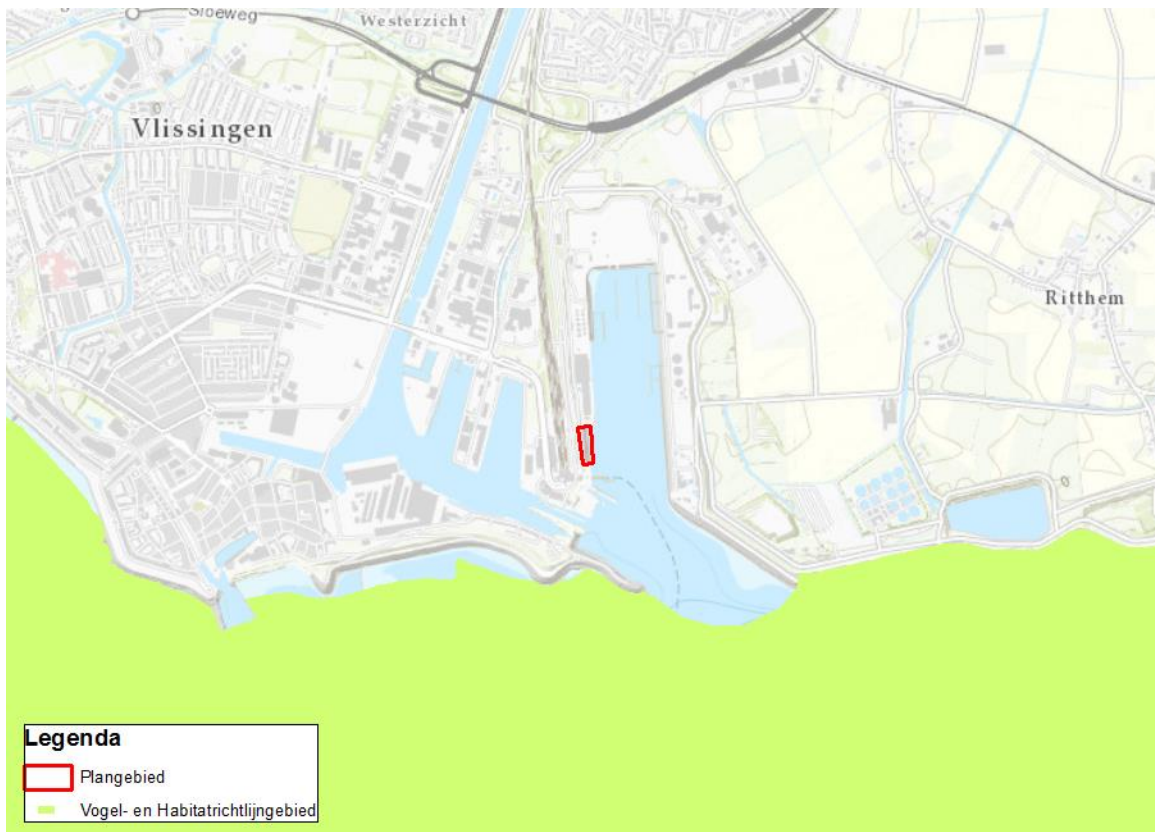 Sloeweg
Westerzicht
Vlissingen
Ritthem
Legenda
Plangebied
Vogel- en Habitatrichtlijngebied